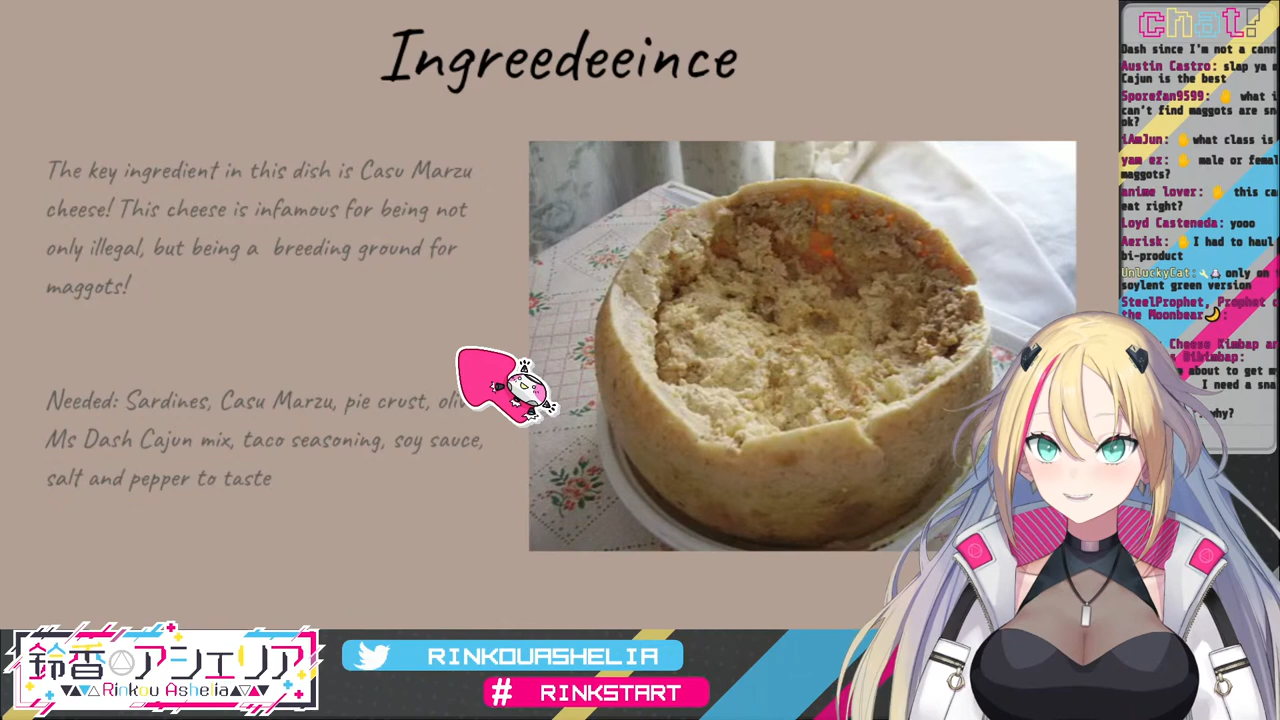 Ingreedeeince
The key ingredient in this dish is Casu Marzu
cheese! This cheese is infamous for being not
only illegal, but being a breeding ground for
maggots!
Needed: Sardines, Casu Marzu, pie crust,
Ms Dash Cajun mix, taco seasoning, soy sauce,
salt and pepper to taste
chat!
Dash since I'm not a
Austin Castro: slap ya
Cajun is the best
Sporefan9599: what
can't find maggots are
ok?
iAmJun: what class is
yam ez: male or
maggots?
anime lover: this
eat right?
Loyd Casteneda: yooo
Aerisk: I had to haul
bi-product
UnluckyCat: only on
soylent green version
SteelProphet, Prophet
the Moonbear :
Cheese Kimbap
Bibimbap:
about to get
I need a
why?
鈴香アシェリア
Rinkou Ashelia
RINKOUASHELIA
# RINKSTART